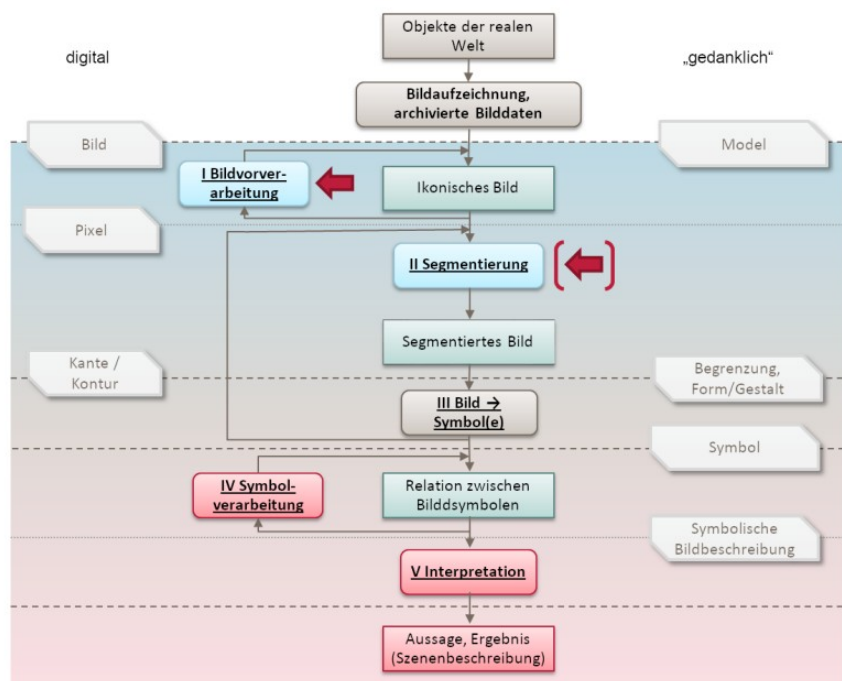 Objekte der realen
Welt
digital
„gedanklich“
Bildaufzeichnung,
archivierte Bilddaten
Bild
Model
I Bildvorver-
arbeitung
Ikonisches Bild
Pixel
II Segmentierung
Segmentiertes Bild
Kante /
Kontur
Begrenzung,
Form/Gestalt
III Bild →
Symbol(e)
Symbol
IV Symbol-
verarbeitung
Relation zwischen
Bilddsymbolen
Symbolische
Bildbeschreibung
V Interpretation
Aussage, Ergebnis
(Szenenbeschreibung)